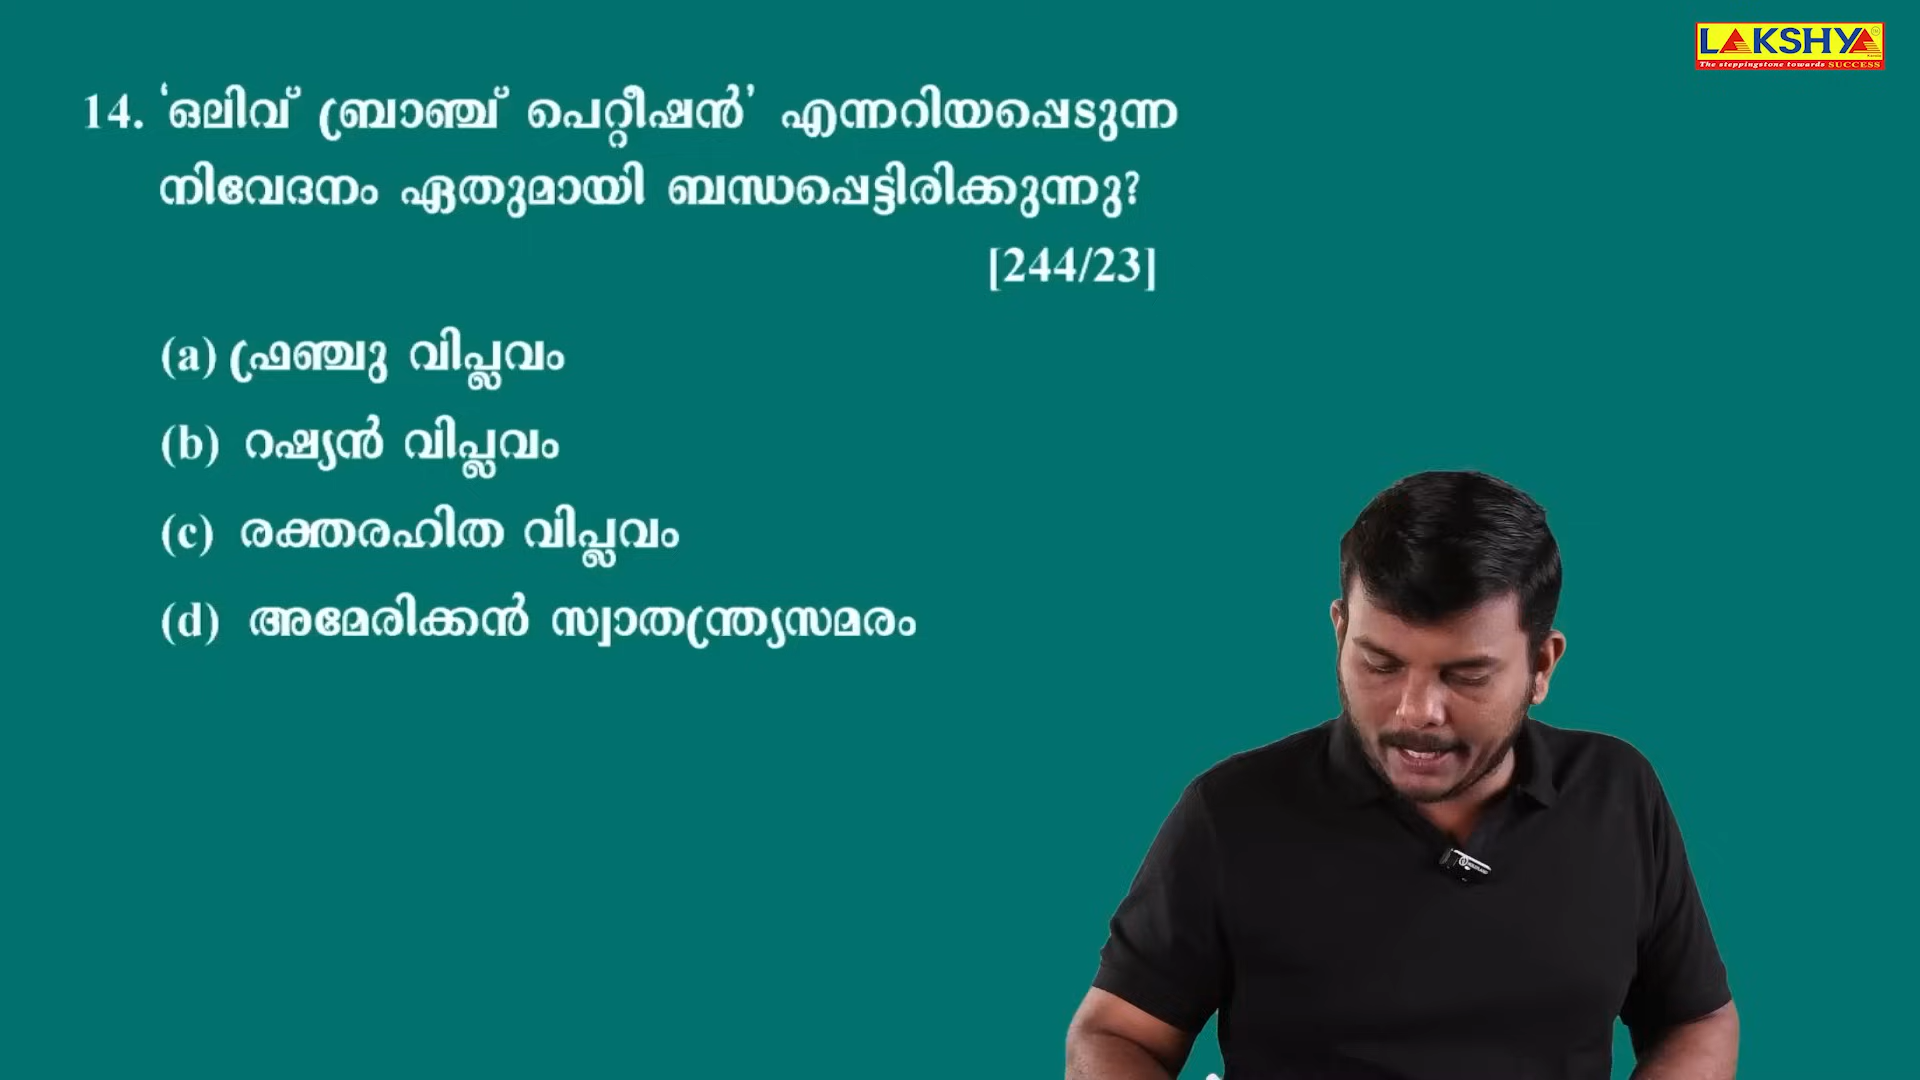 LAKSHYA
The steppingstone towards SUCCESS
14. ‘ഒലിവ് ബ്രാഞ്ച് പെറ്റീഷൻ’ എന്നറിയപ്പെടുന്ന
നിവേദനം ഏതുമായി ബന്ധപ്പെട്ടിരിക്കുന്നു?
[244/23]
(a) ഫ്രഞ്ചു വിപ്ലവം
(b) റഷ്യൻ വിപ്ലവം
(c) രക്തരഹിത വിപ്ലവം
(d) അമേരിക്കൻ സ്വാതന്ത്ര്യസമരം